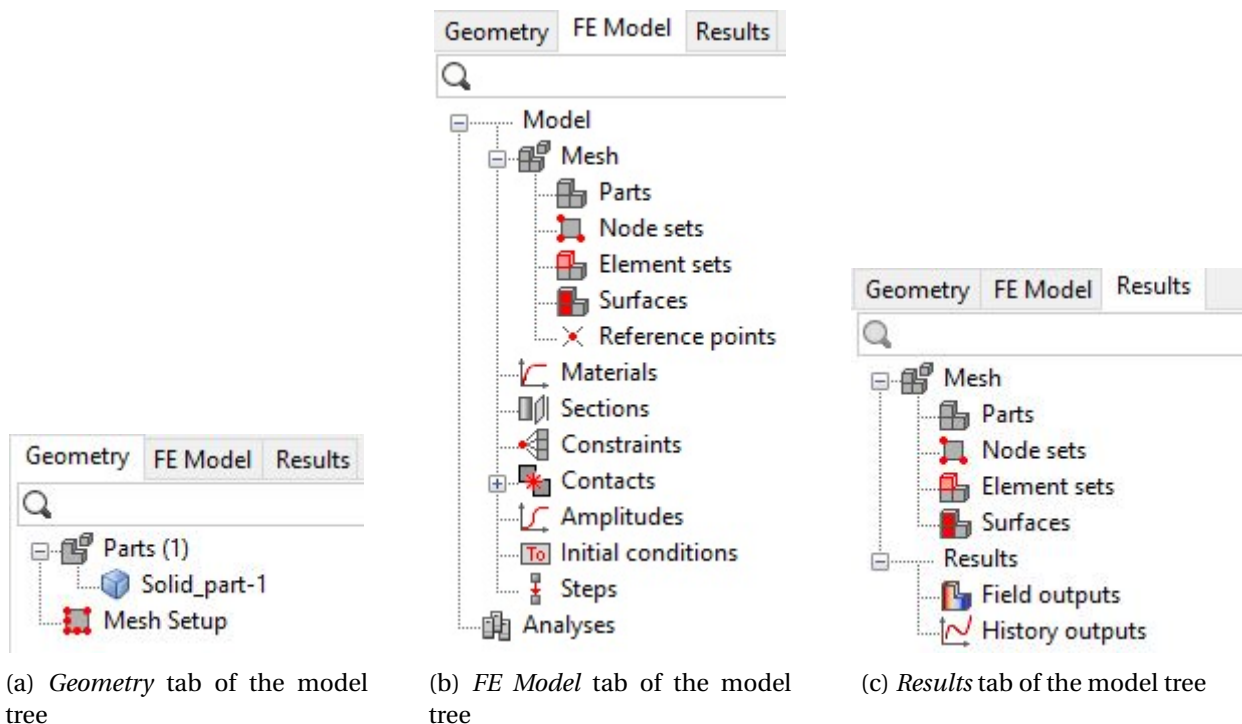 Geometry FE Model Results
Parts (1)
Solid_part-1
Mesh Setup
(a) Geometry tab of the model
tree
Geometry FE Model Results
Model
Mesh
Parts
Node sets
Element sets
Surfaces
Reference points
Materials
Sections
Constraints
Contacts
Amplitudes
To Initial conditions
Steps
Analyses
(b) FE Model tab of the model
tree
Geometry FE Model Results
Mesh
Parts
Node sets
Element sets
Surfaces
Results
Field outputs
History outputs
(c) Results tab of the model tree